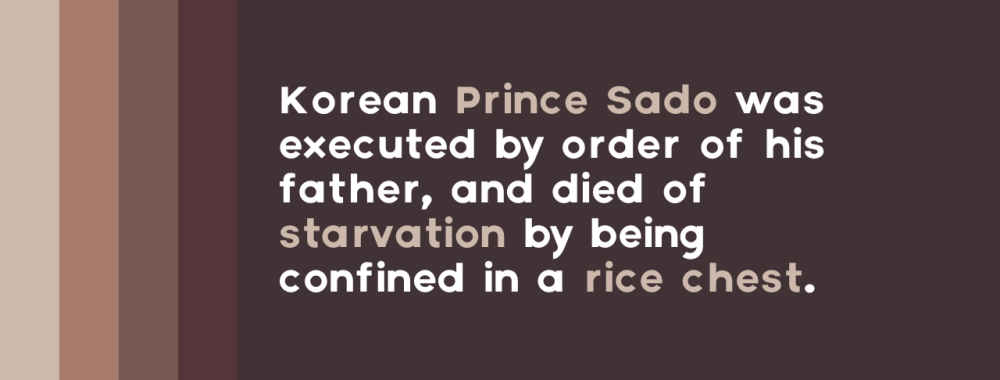 Korean Prince Sado was
executed by order of his
father, and died of
starvation by being
confined in a rice chest.